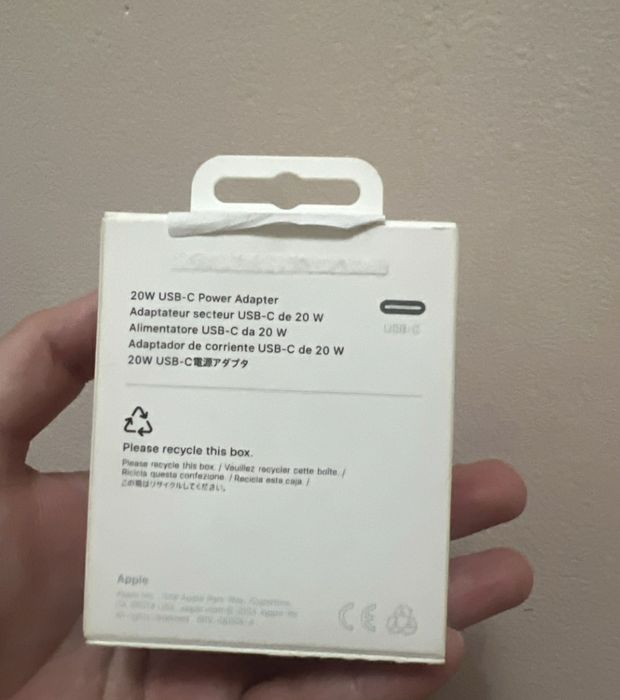 20W USB-C Power Adapter
Adaptateur secteur USB-C de 20 W
Alimentatore USB-C da 20 W
Adaptador de corriente USB-C de 20 W
20W USB-C電源アダプタ
USB-C
Please recycle this box.
Please recycle this box. / Veuillez recycler cette boîte. /
Ricicla questa confezione. / Recicla esta caja. /
この箱はリサイクルしてください。
Apple
CE